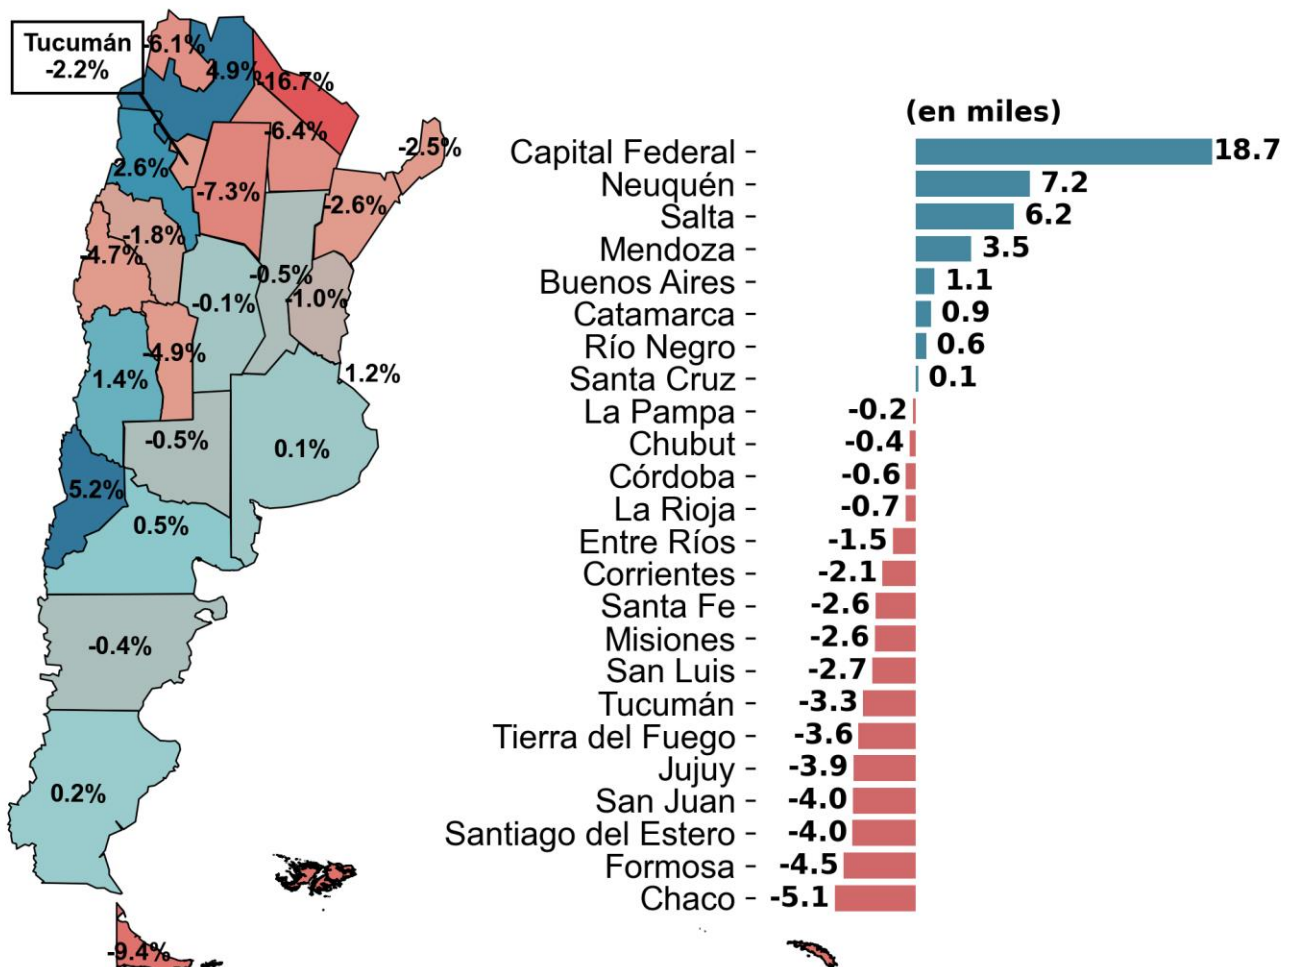 Tucumán
-2.2%
-6.1%
4.9%
-16.7%
-6.4%
-2.5%
2.6%
-7.3%
-2.6%
-1.8%
-4.7%
-0.5%
-0.1%
-1.0%
-4.9%
1.4%
1.2%
-0.5%
0.1%
5.2%
0.5%
-0.4%
0.2%
-9.4%
(en miles)
Capital Federal 18.7
Neuquén 7.2
Salta 6.2
Mendoza 3.5
Buenos Aires 1.1
Catamarca 0.9
Río Negro 0.6
Santa Cruz 0.1
La Pampa -0.2
Chubut -0.4
Córdoba -0.6
La Rioja -0.7
Entre Ríos -1.5
Corrientes -2.1
Santa Fe -2.6
Misiones -2.6
San Luis -2.7
Tucumán -3.3
Tierra del Fuego -3.6
Jujuy -3.9
San Juan -4.0
Santiago del Estero -4.0
Formosa -4.5
Chaco -5.1